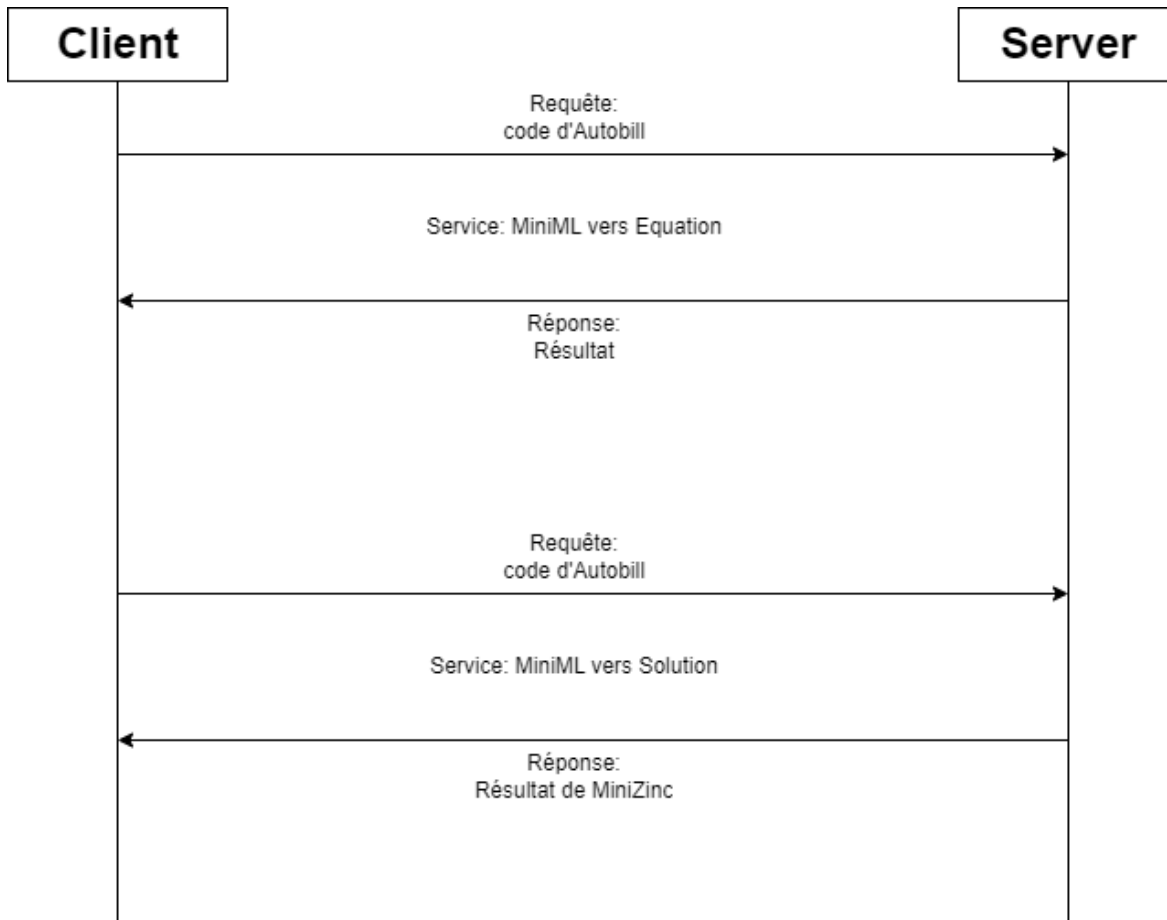 Client
Server
Requête:
code d'Autobill
Service: MiniML vers Equation
Réponse:
Résultat
Requête:
code d'Autobill
Service: MiniML vers Solution
Réponse:
Résultat de MiniZinc